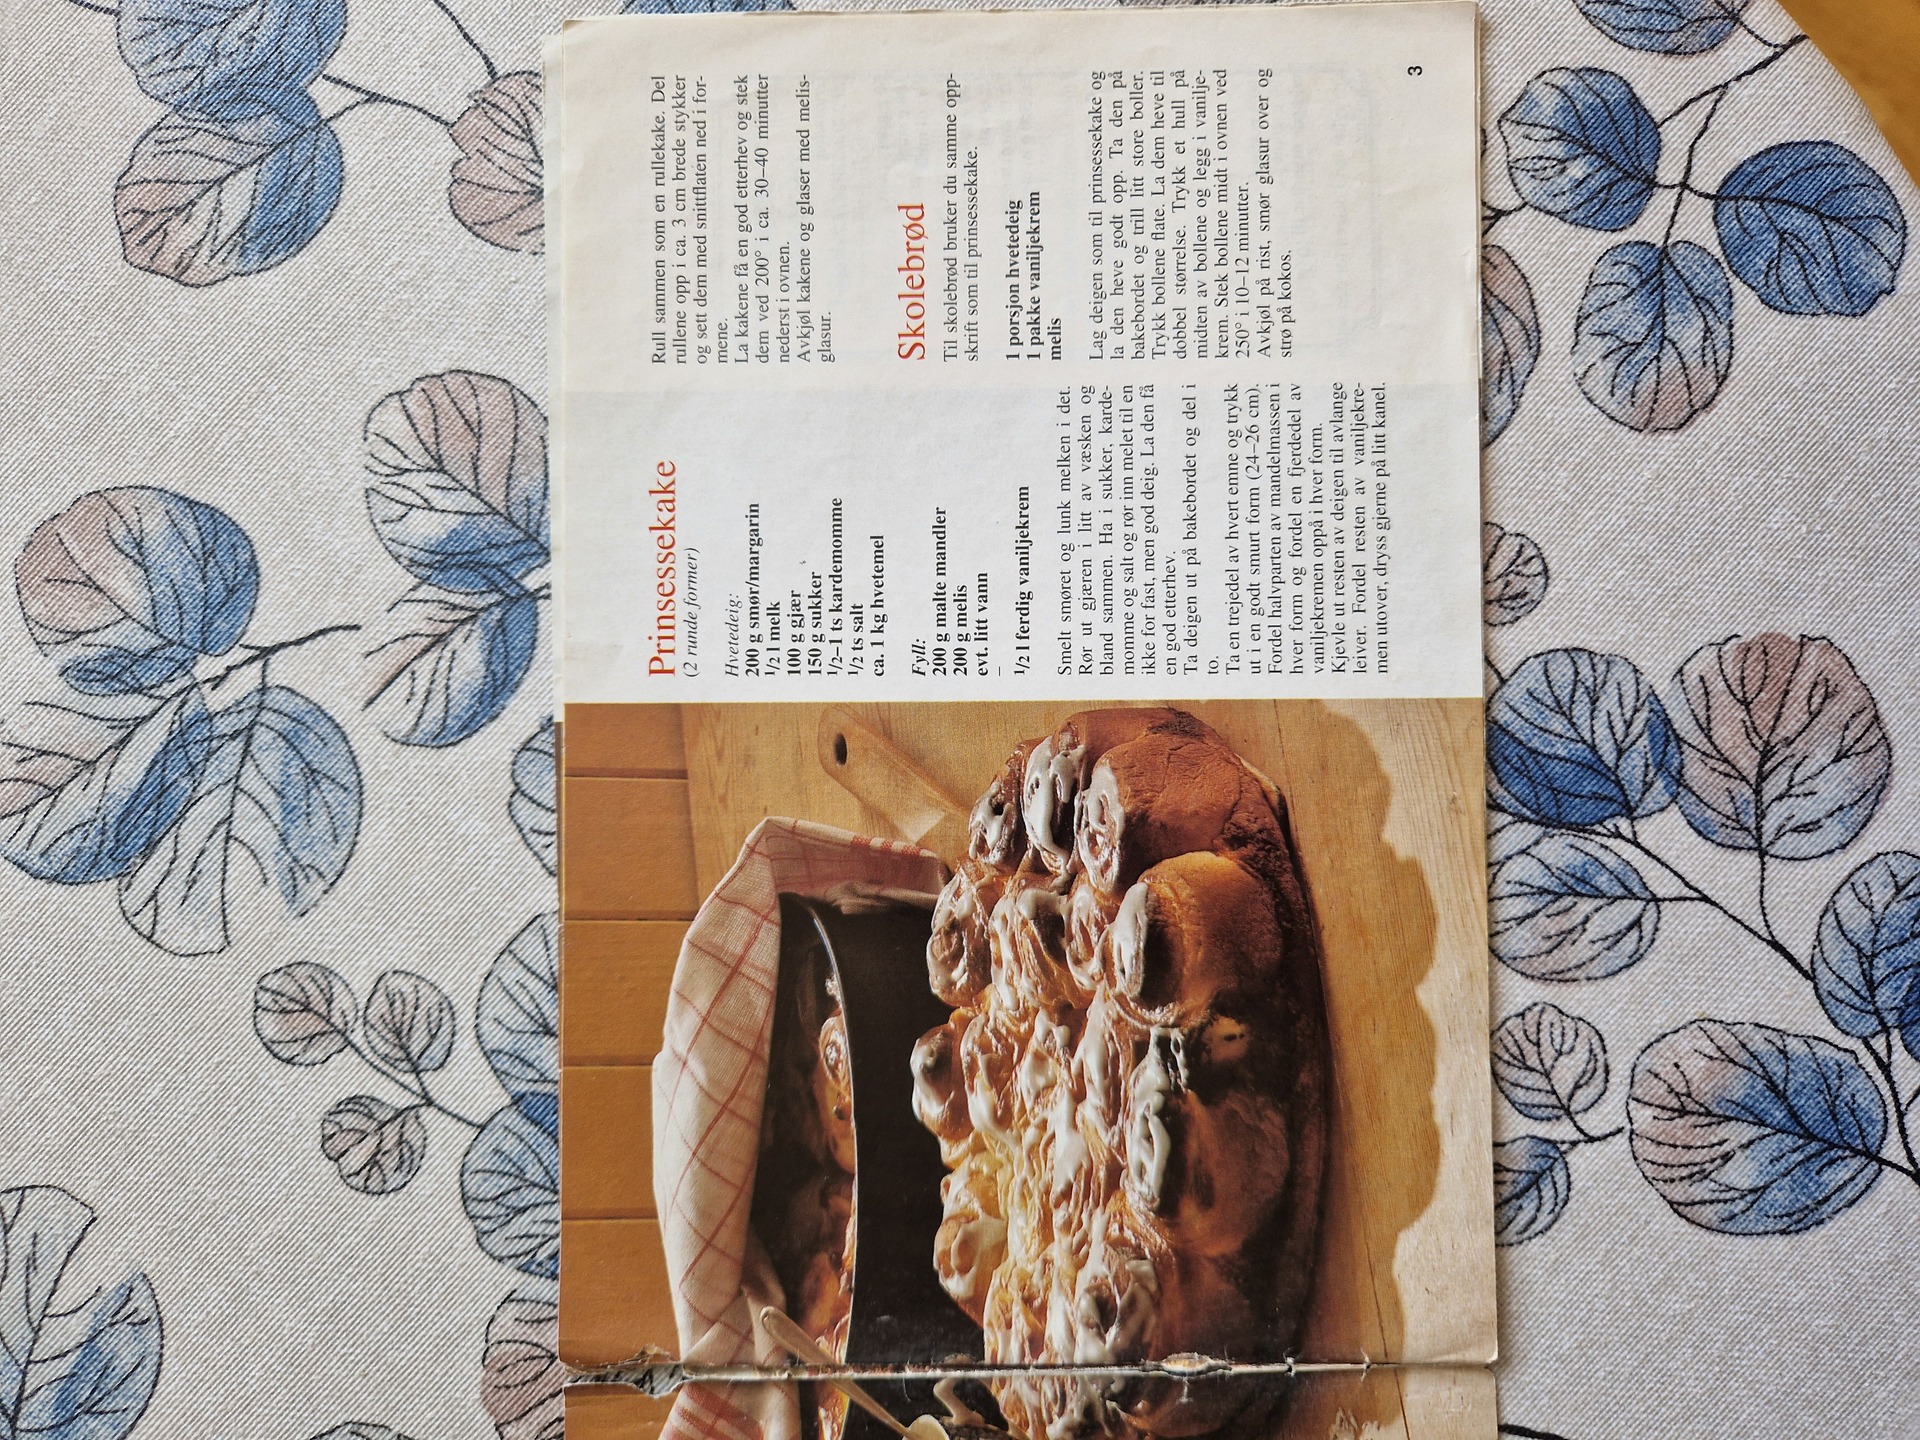 Prinsessekake
(2 runde former)
Hvetedeig:
200 g smør/margarin
1/2 l melk
100 g gjær
150 g sukker
1/2–1 ts kardemomme
1/2 ts salt
ca. 1 kg hvetemel
Fyll:
200 g malte mandler
200 g melis
evt. litt vann
–
1/2 l ferdig vaniljekrem
Smelt smøret og lunk melken i det.
Rør ut gjæren i litt av væsken og
bland sammen. Ha i sukker, karde-
momme og salt og rør inn melet til en
ikke for fast, men god deig. La den få
en god etterhev.
Ta deigen ut på bakebordet og del i
to.
Ta en trejedel av hvert emne og trykk
ut i en godt smurt form (24–26 cm).
Fordel halvparten av mandelmassen i
hver form og fordel en fjerdedel av
vaniljekremen oppå i hver form.
Kjevle ut resten av deigen til avlange
leiver. Fordel resten av vaniljekre-
men utover, dryss gjerne på litt kanel.
Rull sammen som en rullekake. Del
rullene opp i ca. 3 cm brede stykker
og sett dem med snittflaten ned i for-
mene.
La kakene få en god etterhev og stek
dem ved 200° i ca. 30–40 minutter
nederst i ovnen.
Avkjøl kakene og glaser med melis-
glasur.
Skolebrød
Til skolebrød bruker du samme opp-
skrift som til prinsessekake.
1 porsjon hvetedeig
1 pakke vaniljekrem
melis
Lag deigen som til prinsessekake og
la den heve godt opp. Ta den på
bakebordet og trill litt store boller.
Trykk bollene flate. La dem heve til
dobbel størrelse. Trykk et hull på
midten av bollene og legg i vanilje-
krem. Stek bollene midt i ovnen ved
250° i 10–12 minutter.
Avkjøl på rist, smør glasur over og
strø på kokos.
3